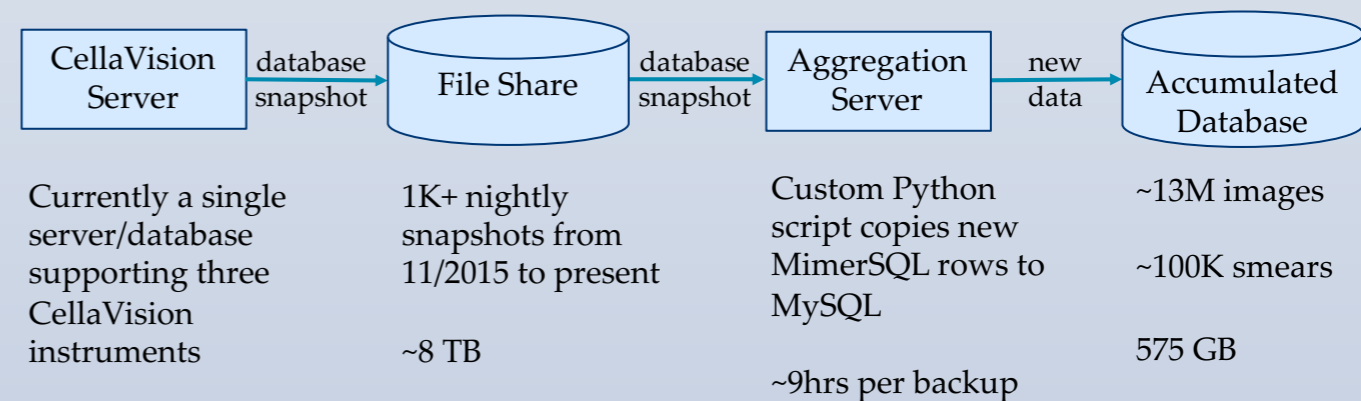 CellaVision
Server
database
snapshot
File Share
database
snapshot
Aggregation
Server
new
data
Accumulated
Database
Currently a single
server/database
supporting three
CellaVision
instruments
1K+ nightly
snapshots from
11/2015 to present
~8 TB
Custom Python
script copies new
MimerSQL rows to
MySQL
~9hrs per backup
~13M images
~100K smears
575 GB